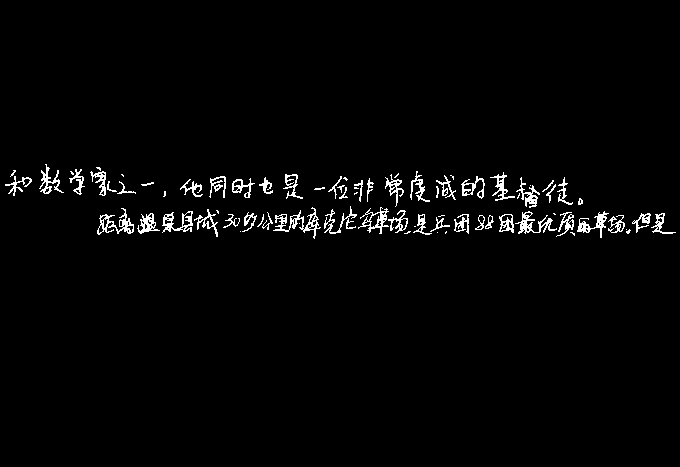 和数学家之一，他同时也是一位非常虔诚的基督徒。
距离温泉县城30多公里的库克它乌草场，是兵团88团最优质的草场。但是